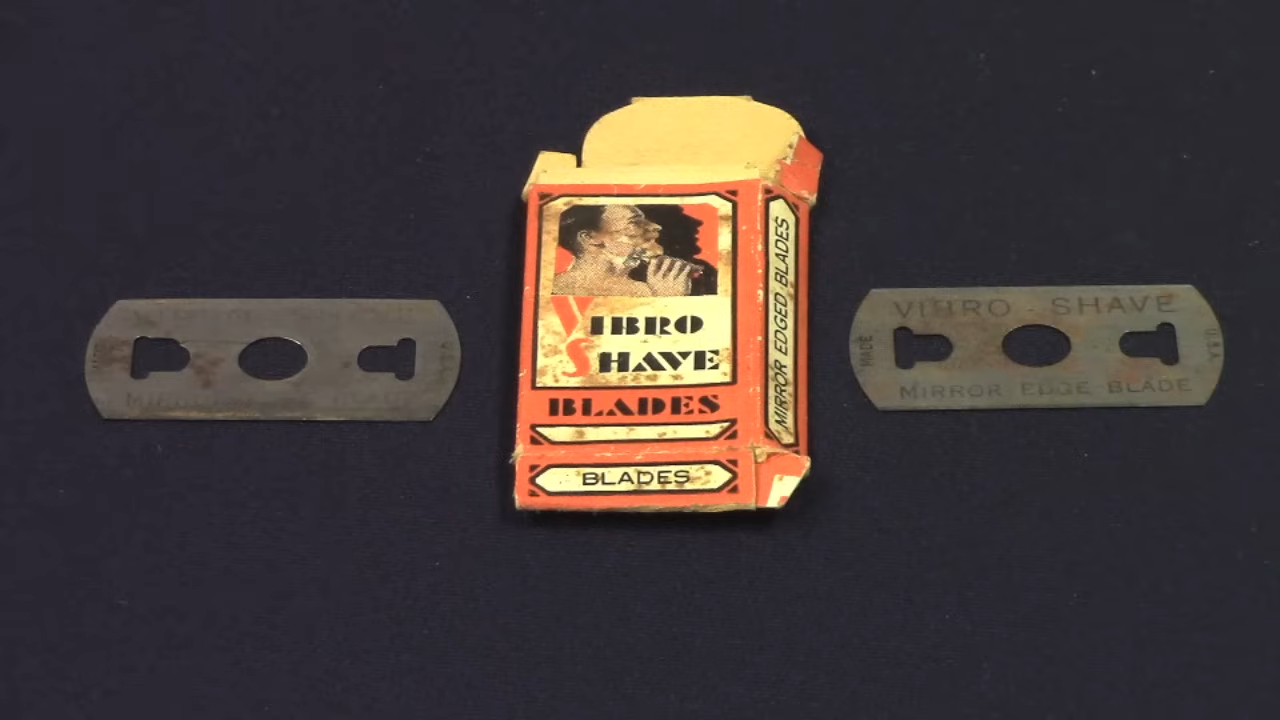 VIBRO
SHAVE
BLADES
BLADES
MIRROR EDGED BLADES
VIBRO - SHAVE
MADE
U.S.A.
MIRROR EDGE BLADE